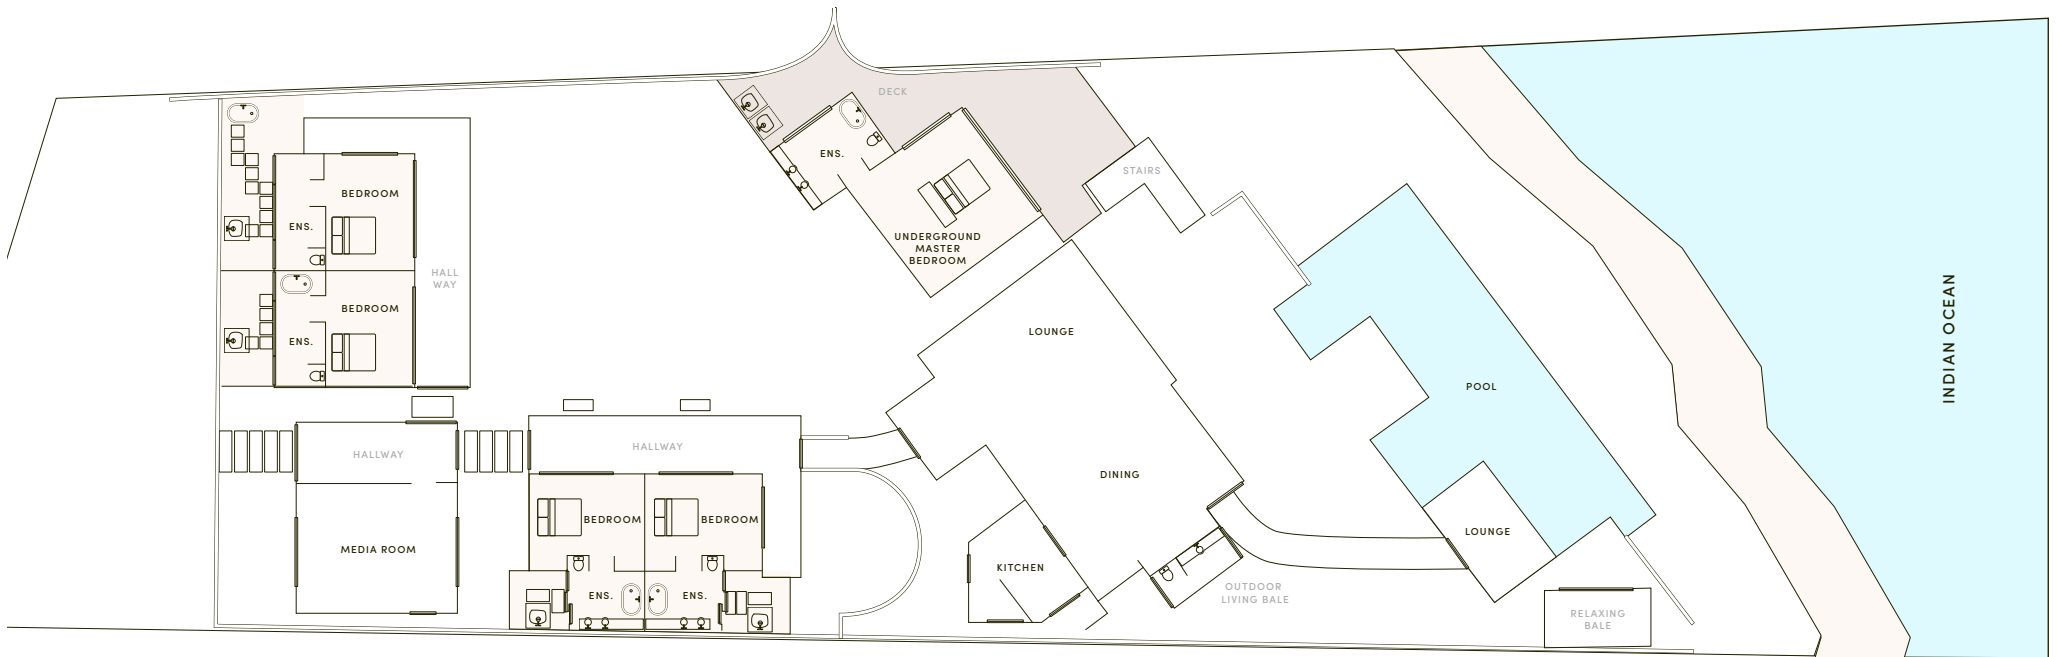 DECK
ENS.
STAIRS
BEDROOM
ENS.
UNDERGROUND
MASTER
BEDROOM
HALL
WAY
BEDROOM
ENS.
LOUNGE
INDIAN OCEAN
POOL
HALLWAY
HALLWAY
DINING
BEDROOM
BEDROOM
LOUNGE
MEDIA ROOM
KITCHEN
ENS.
ENS.
OUTDOOR
LIVING BALE
RELAXING
BALE